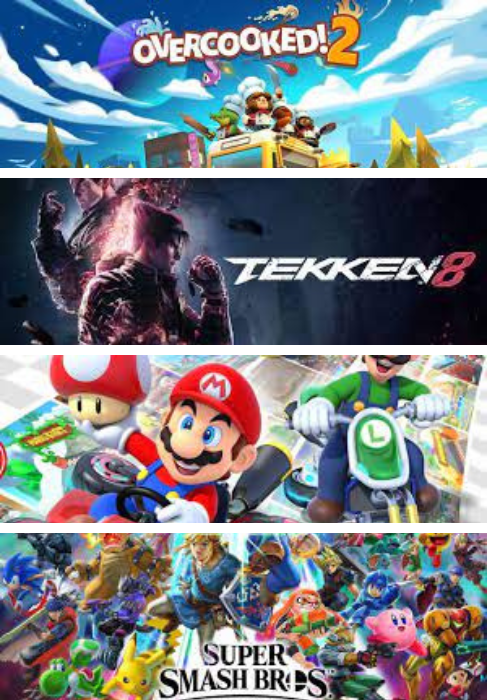 OVERCOOKED! 2
TEKKEN 8
M
L
SUPER
SMASH BROS.